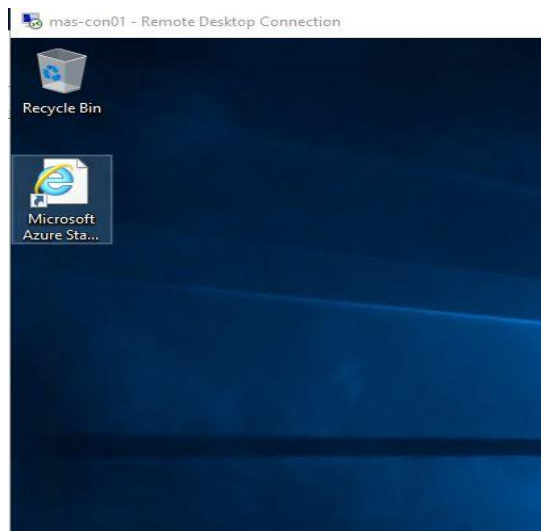 mas-con01 - Remote Desktop Connection
Recycle Bin
Microsoft
Azure Sta...